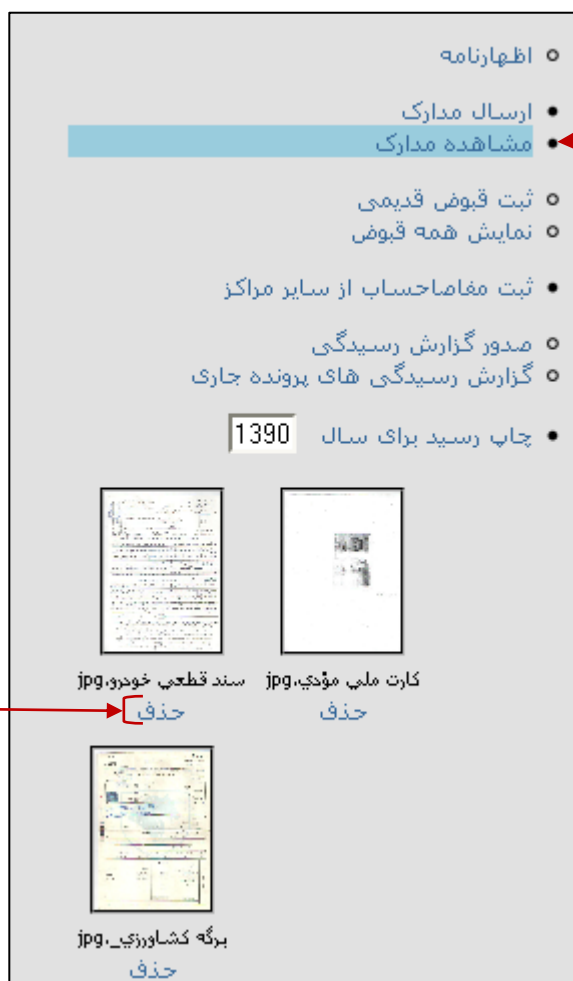 اظهارنامه
ارسال مدارک
مشاهده مدارک
ثبت قبوض قدیمی
نمایش همه قبوض
ثبت مفاصاحساب از سایر مراکز
صدور گزارش رسیدگی
گزارش رسیدگی های پرونده جاری
چاپ رسید برای سال 1390
کارت ملي مؤدي.jpg سند قطعي خودرو.jpg
حذف حذف
برگه کشاورزي_.jpg
حذف